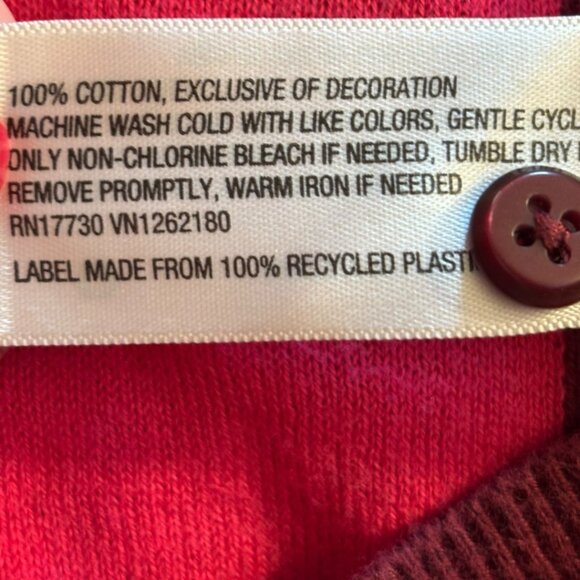 100% COTTON, EXCLUSIVE OF DECORATION
MACHINE WASH COLD WITH LIKE COLORS, GENTLE CYCL
ONLY NON-CHLORINE BLEACH IF NEEDED, TUMBLE DRY
REMOVE PROMPTLY, WARM IRON IF NEEDED
RN17730 VN1262180
LABEL MADE FROM 100% RECYCLED PLASTI